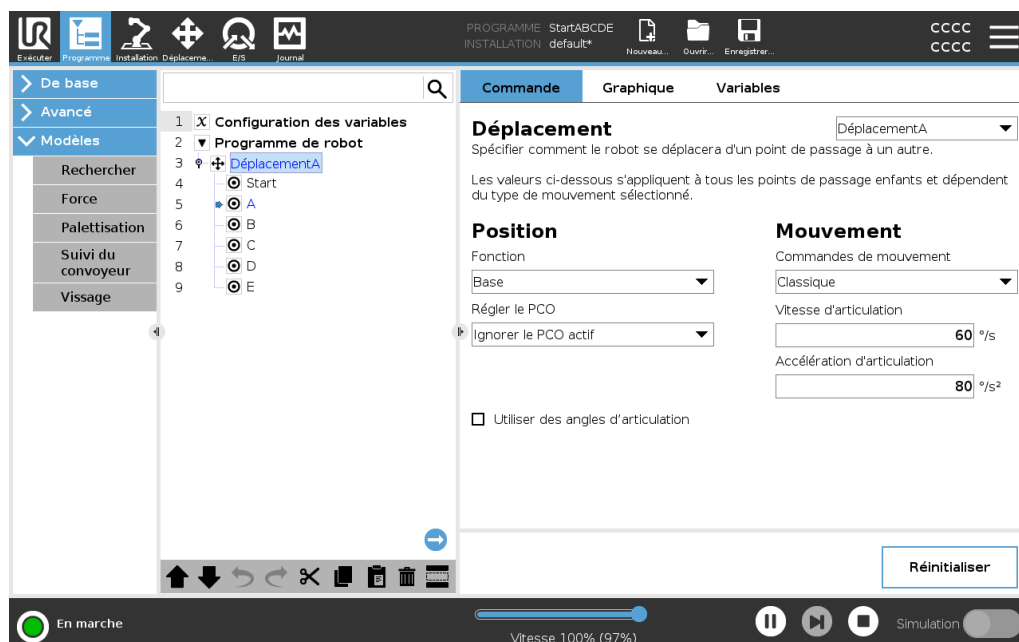 UR
PROGRAMME StartABCDE
INSTALLATION default*
Exécuter
Programme
Installation
Déplaceme...
E/S
Journal
Nouveau...
Ouvrir...
Enregistrer...
CCCC
CCCC
De base
Avancé
Modèles
Rechercher
Force
Palettisation
Suivi du
convoyeur
Vissage
1 X Configuration des variables
2 Programme de robot
3 DéplacementA
4 Start
5 A
6 B
7 C
8 D
9 E
Commande
Graphique
Variables
Déplacement
DéplacementA
Spécifier comment le robot se déplacera d'un point de passage à un autre.
Les valeurs ci-dessous s'appliquent à tous les points de passage enfants et dépendent
du type de mouvement sélectionné.
Position
Fonction
Base
Régler le PCO
Ignorer le PCO actif
Utiliser des angles d'articulation
Mouvement
Commandes de mouvement
Classique
Vitesse d'articulation
60 °/s
Accélération d'articulation
80 °/s²
Réinitialiser
En marche
Vitesse 100% (97%)
Simulation